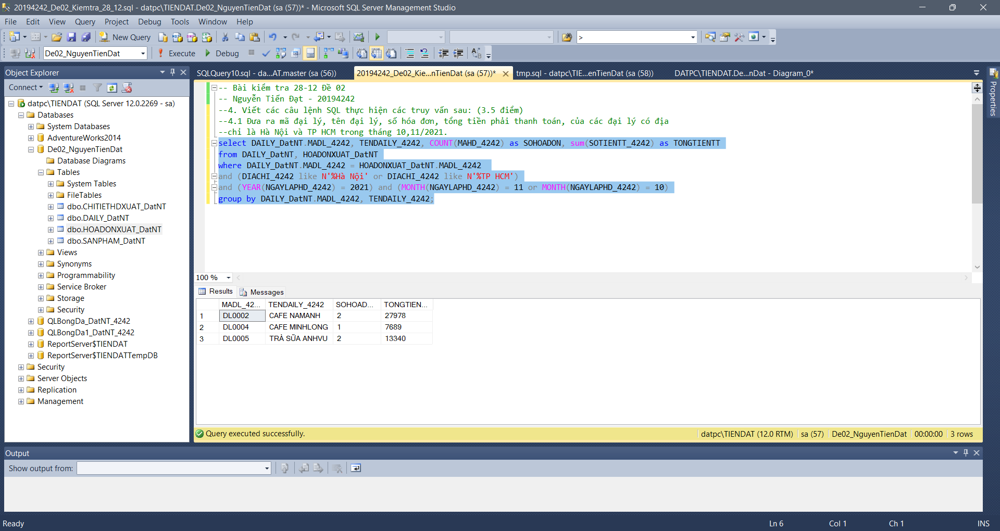 20194242_De02_Kiemtra_28_12.sql - datpc\TIENDAT.De02_NguyenTienDat (sa (57))* - Microsoft SQL Server Management Studio
File Edit View Query Project Debug Tools Window Help
New Query >
De02_NguyenTienDat Execute Debug
Object Explorer
Connect
datpc\TIENDAT (SQL Server 12.0.2269 - sa)
Databases
System Databases
AdventureWorks2014
De02_NguyenTienDat
Database Diagrams
Tables
System Tables
FileTables
dbo.CHITIETHDXUAT_DatNT
dbo.DAILY_DatNT
dbo.HOADONXUAT_DatNT
dbo.SANPHAM_DatNT
Views
Synonyms
Programmability
Service Broker
Storage
Security
QLBongDa_DatNT_4242
QLBongDa1_DatNT_4242
ReportServer$TIENDAT
ReportServer$TIENDATTempDB
Security
Server Objects
Replication
Management
SQLQuery10.sql - da...AT.master (sa (56)) 20194242_De02_Kie...nTienDat (sa (57))* tmp.sql - datpc\TIE...enTienDat (sa (58)) DATPC\TIENDAT.De...nDat - Diagram_0*
-- Bài kiểm tra 28-12 Đề 02
-- Nguyễn Tiến Đạt - 20194242
--4. Viết các câu lệnh SQL thực hiện các truy vấn sau: (3.5 điểm)
--4.1 Đưa ra mã đại lý, tên đại lý, số hóa đơn, tổng tiền phải thanh toán, của các đại lý có địa
--chỉ là Hà Nội và TP HCM trong tháng 10,11/2021.
select DAILY_DatNT.MADL_4242, TENDAILY_4242, COUNT(MAHD_4242) as SOHOADON, sum(SOTIENTT_4242) as TONGTIENTT
from DAILY_DatNT, HOADONXUAT_DatNT
where DAILY_DatNT.MADL_4242 = HOADONXUAT_DatNT.MADL_4242
and (DIACHI_4242 like N'%Hà Nội' or DIACHI_4242 like N'%TP HCM')
and (YEAR(NGAYLAPHD_4242) = 2021) and (MONTH(NGAYLAPHD_4242) = 11 or MONTH(NGAYLAPHD_4242) = 10)
group by DAILY_DatNT.MADL_4242, TENDAILY_4242;
100 %
Results Messages
MADL_42... TENDAILY_4242 SOHOAD... TONGTIEN...
1 DL0002 CAFE NAMANH 2 27978
2 DL0004 CAFE MINHLONG 1 7689
3 DL0005 TRÀ SỮA ANHVU 2 13340
Query executed successfully. datpc\TIENDAT (12.0 RTM) sa (57) De02_NguyenTienDat 00:00:00 3 rows
Properties
Output
Show output from:
Ready Ln 6 Col 1 Ch 1 INS